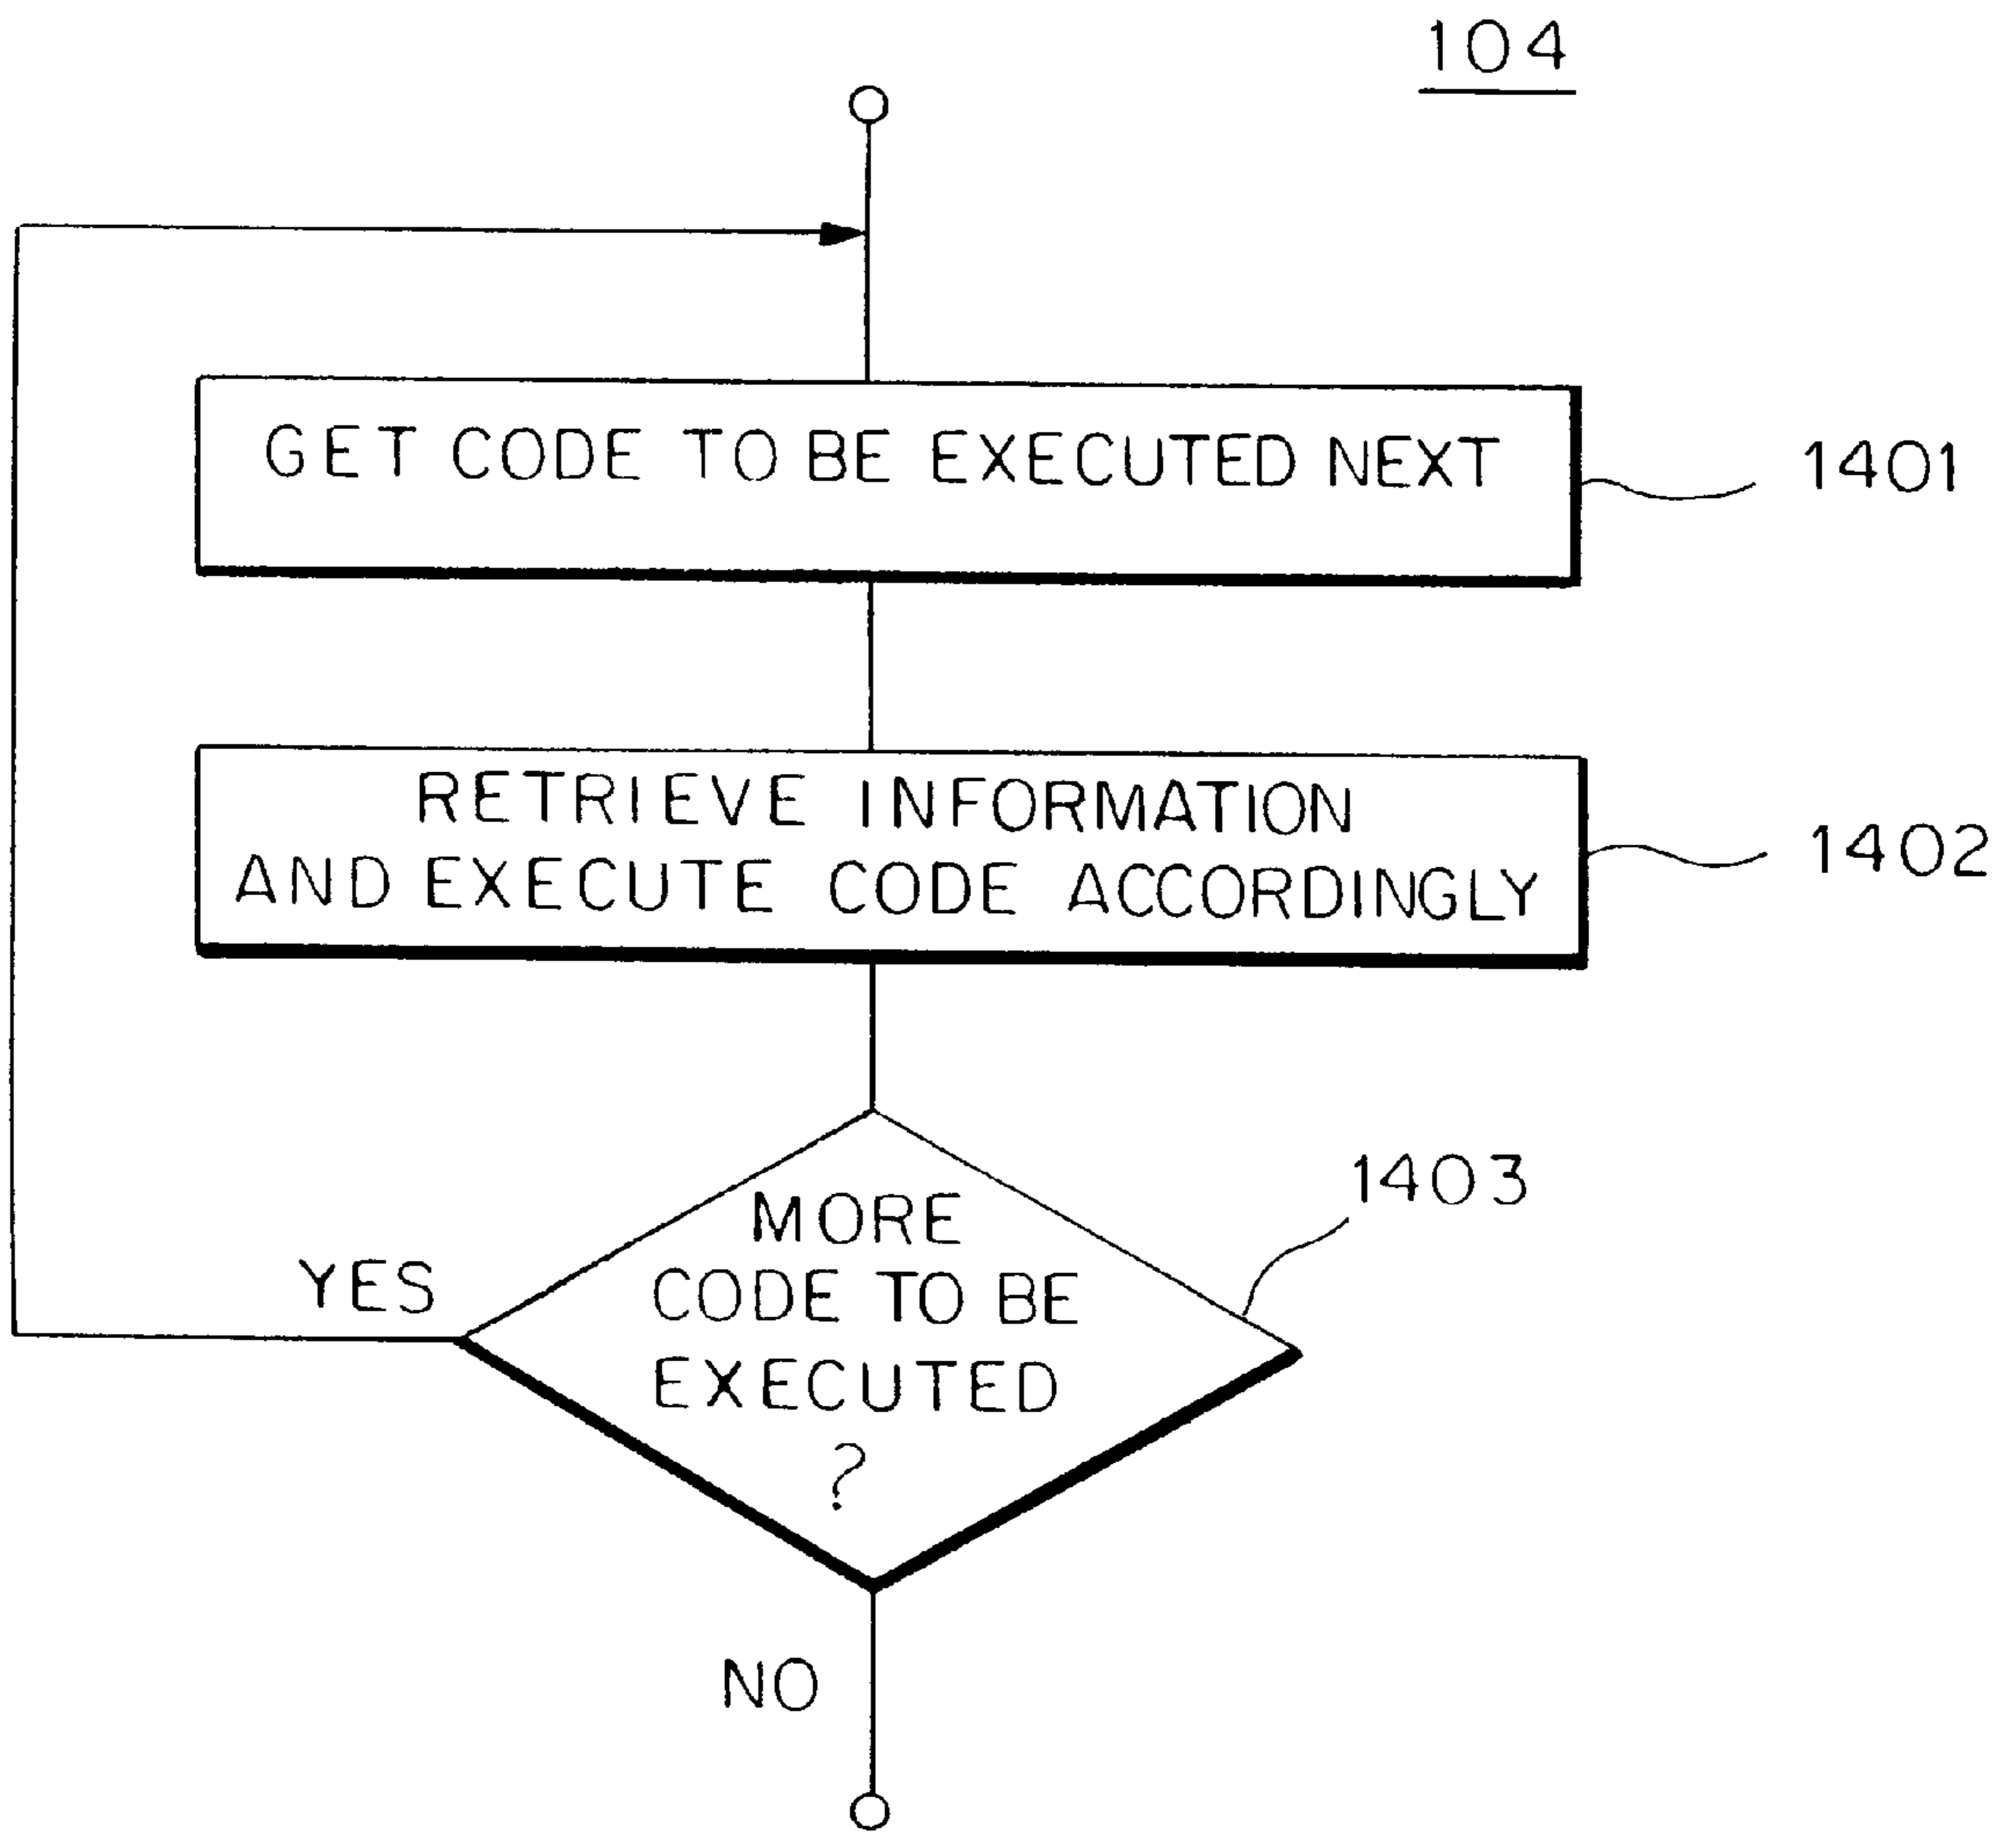 104
GET CODE TO BE EXECUTED NEXT
1401
RETRIEVE INFORMATION
AND EXECUTE CODE ACCORDINGLY
1402
1403
MORE
CODE TO BE
EXECUTED
?
YES
NO